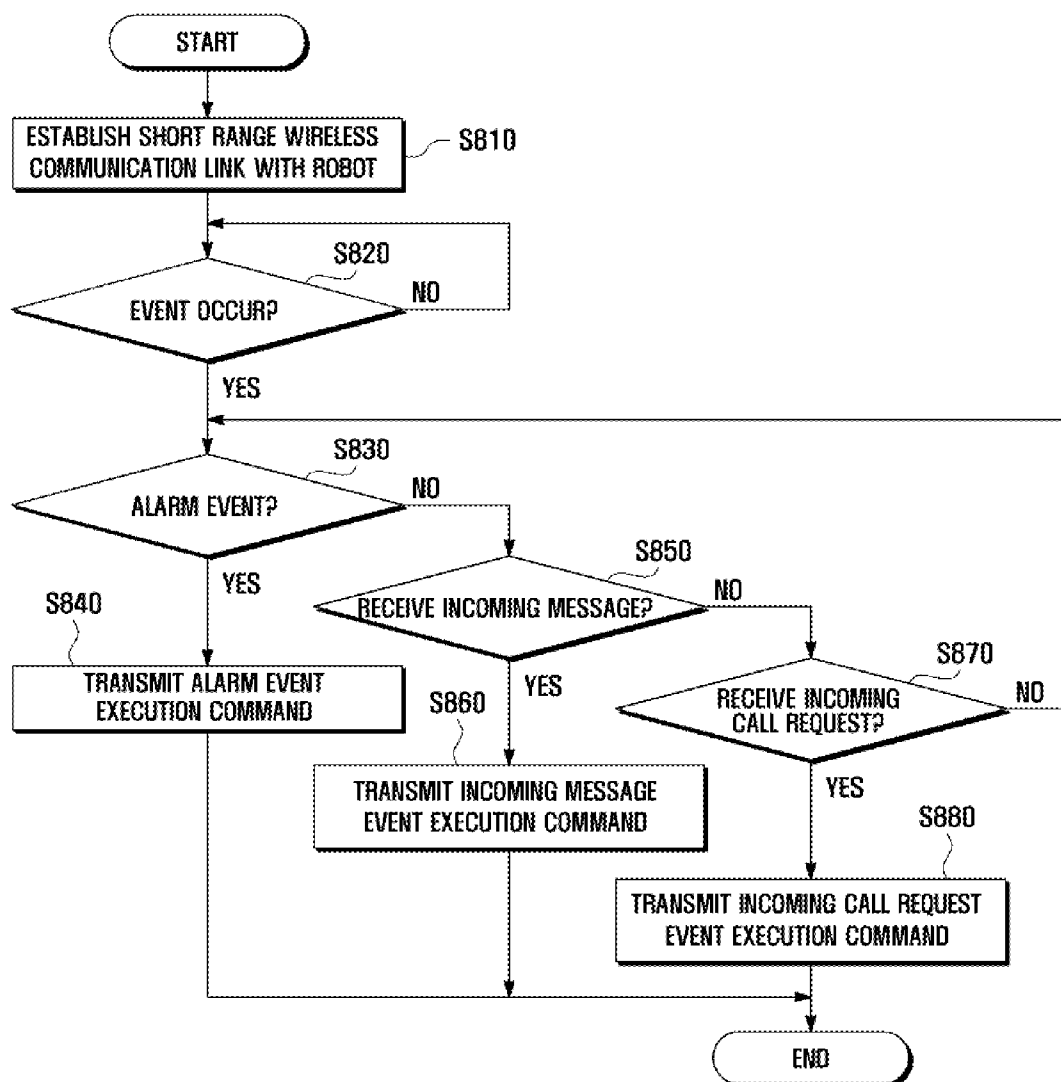 START
ESTABLISH SHORT RANGE WIRELESS
COMMUNICATION LINK WITH ROBOT
S810
S820
EVENT OCCUR?
NO
YES
S830
ALARM EVENT?
NO
YES
S840
TRANSMIT ALARM EVENT
EXECUTION COMMAND
S850
RECEIVE INCOMING MESSAGE?
NO
YES
S860
TRANSMIT INCOMING MESSAGE
EVENT EXECUTION COMMAND
S870
RECEIVE INCOMING
CALL REQUEST?
NO
YES
S880
TRANSMIT INCOMING CALL REQUEST
EVENT EXECUTION COMMAND
END